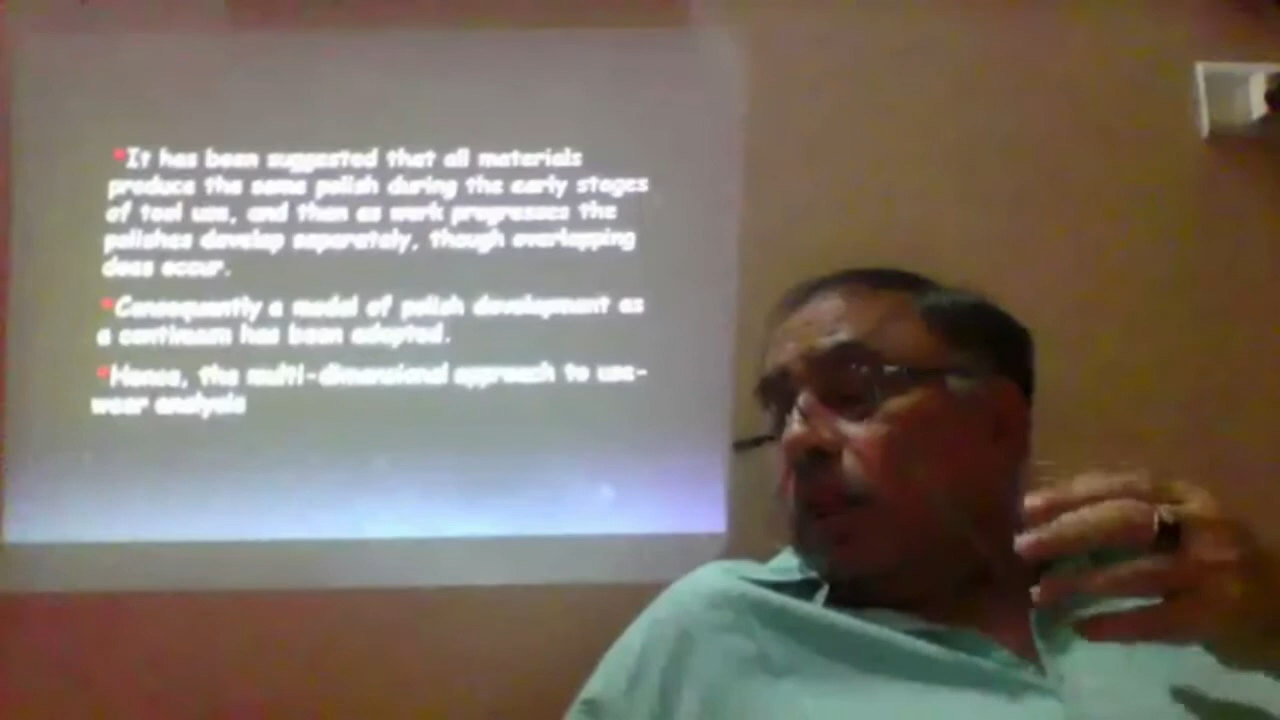 *It has been suggested that all materials
produce the same polish during the early stages
of tool use, and then as work progresses the
polishes develop separately, though overlapping
does occur.
*Consequently a model of polish development as
a continuum has been adopted.
*Hence, the multi-dimensional approach to use-
wear analysis